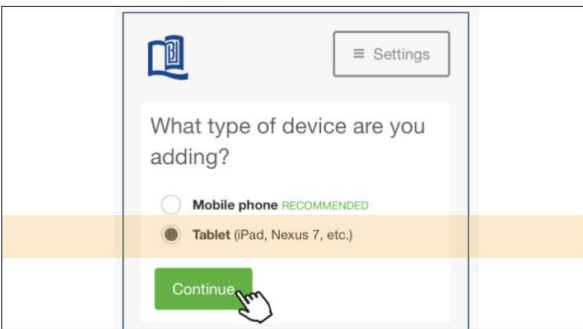 ≡ Settings
What type of device are you
adding?
Mobile phone RECOMMENDED
Tablet (iPad, Nexus 7, etc.)
Continue